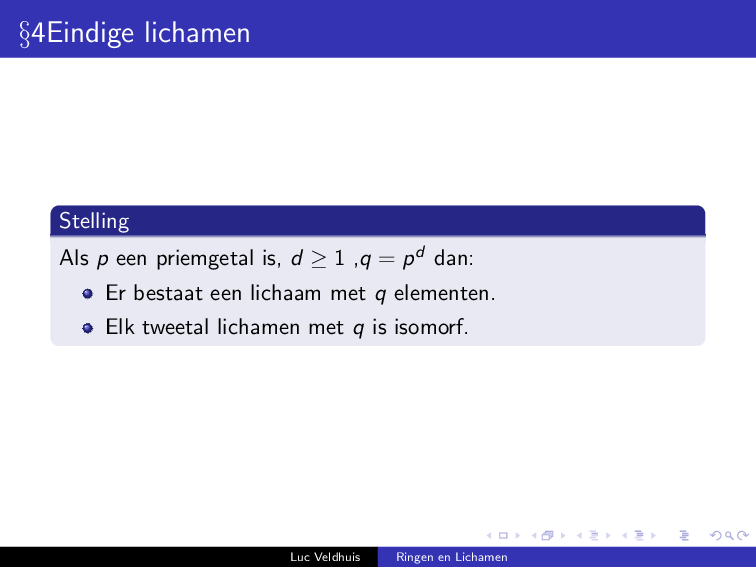 §4Eindige lichamen
Stelling
Als p een priemgetal is, d ≥ 1 ,q = p^d dan:
Er bestaat een lichaam met q elementen.
Elk tweetal lichamen met q is isomorf.
Luc Veldhuis Ringen en Lichamen